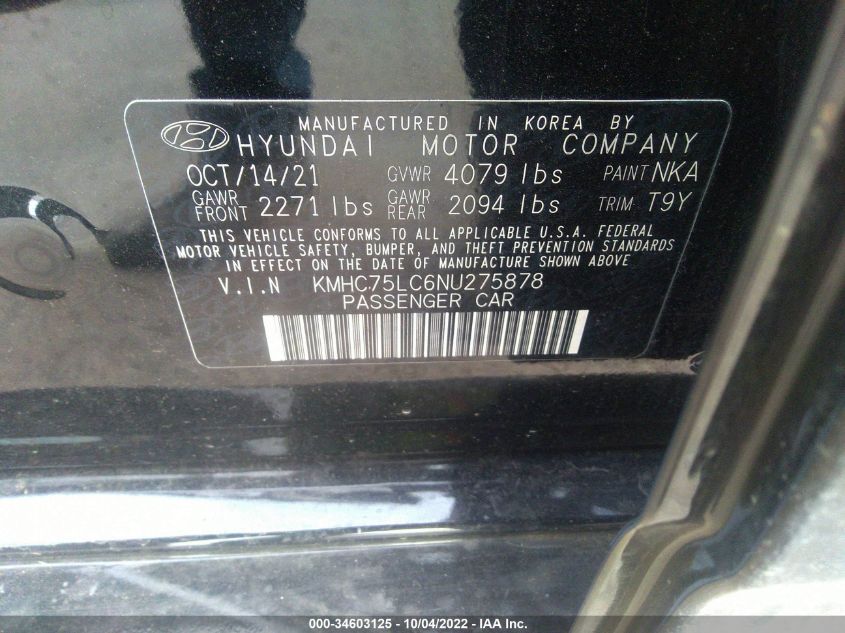 MANUFACTURED IN KOREA BY
HYUNDAI MOTOR COMPANY
OCT/14/21 GVWR 4079 lbs PAINT NKA
GAWR FRONT 2271 lbs GAWR REAR 2094 lbs TRIM T9Y
THIS VEHICLE CONFORMS TO ALL APPLICABLE U.S.A. FEDERAL
MOTOR VEHICLE SAFETY, BUMPER, AND THEFT PREVENTION STANDARDS
IN EFFECT ON THE DATE OF MANUFACTURE SHOWN ABOVE
V.I.N KMHC75LC6NU275878
PASSENGER CAR
000-34603125 - 10/04/2022 - IAA Inc.